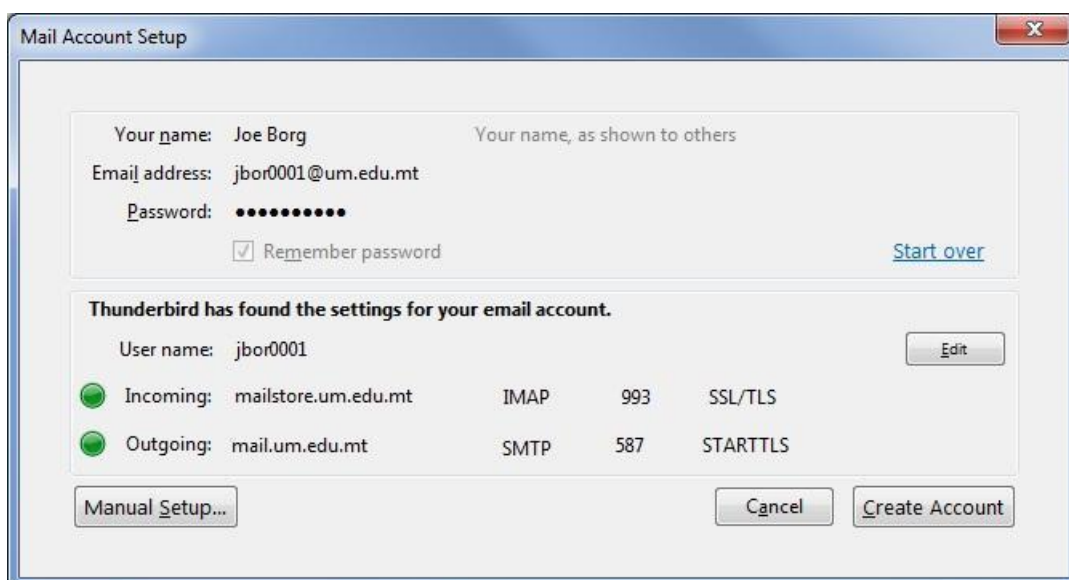 Mail Account Setup
Your name: Joe Borg Your name, as shown to others
Email address: jbor0001@um.edu.mt
Password: ••••••••••
Remember password Start over
Thunderbird has found the settings for your email account.
User name: jbor0001 Edit
Incoming: mailstore.um.edu.mt IMAP 993 SSL/TLS
Outgoing: mail.um.edu.mt SMTP 587 STARTTLS
Manual Setup... Cancel Create Account